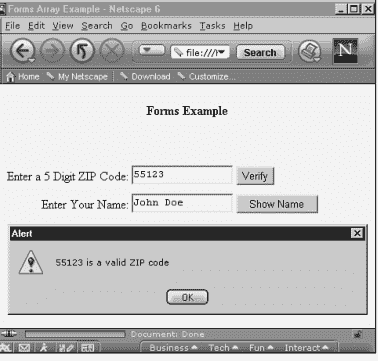 Forms Array Example - Netscape 6
File Edit View Search Go Bookmarks Tasks Help
file:/// Search N
Home My Netscape Download Customize...
Forms Example
Enter a 5 Digit ZIP Code: 55123 Verify
Enter Your Name: John Doe Show Name
Alert
55123 is a valid ZIP code
OK
Document: Done
Business Tech Fun Interact